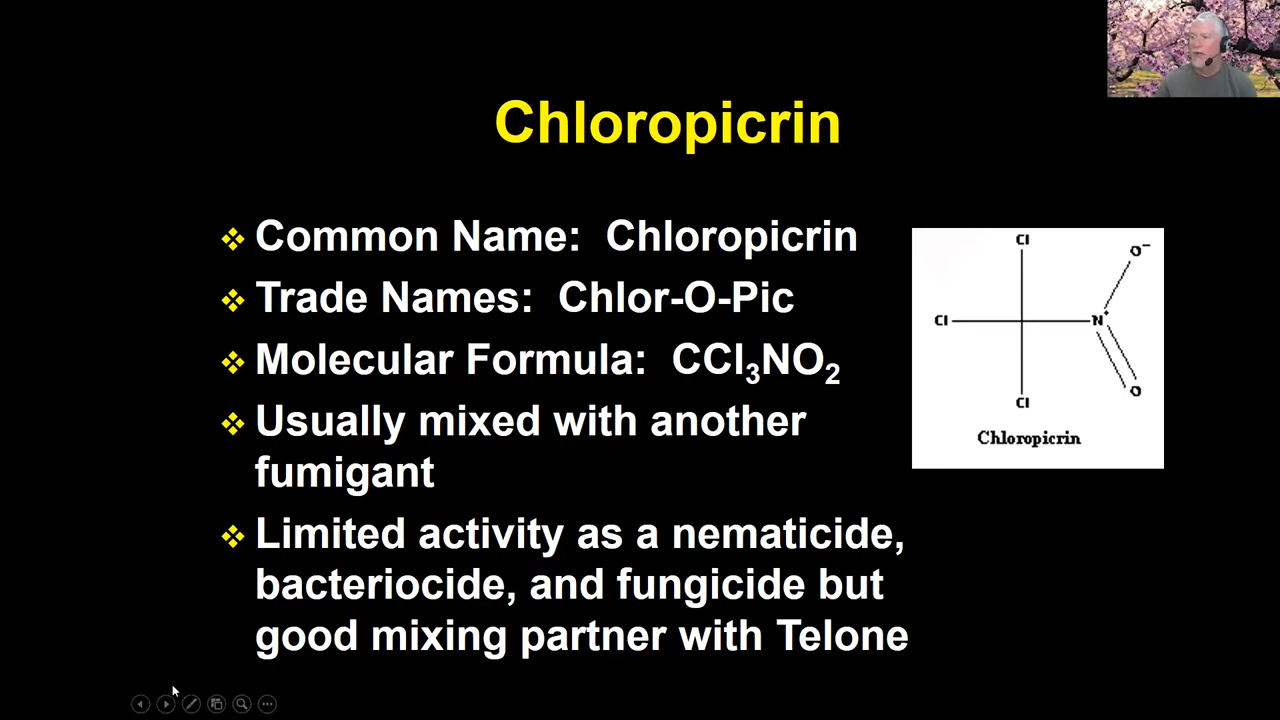 Chloropicrin
Common Name: Chloropicrin
Trade Names: Chlor-O-Pic
Molecular Formula: CCl₃NO₂
Usually mixed with another
fumigant
Limited activity as a nematicide,
bacteriocide, and fungicide but
good mixing partner with Telone
Cl
O⁻
Cl
N⁺
Cl
O
Chloropicrin